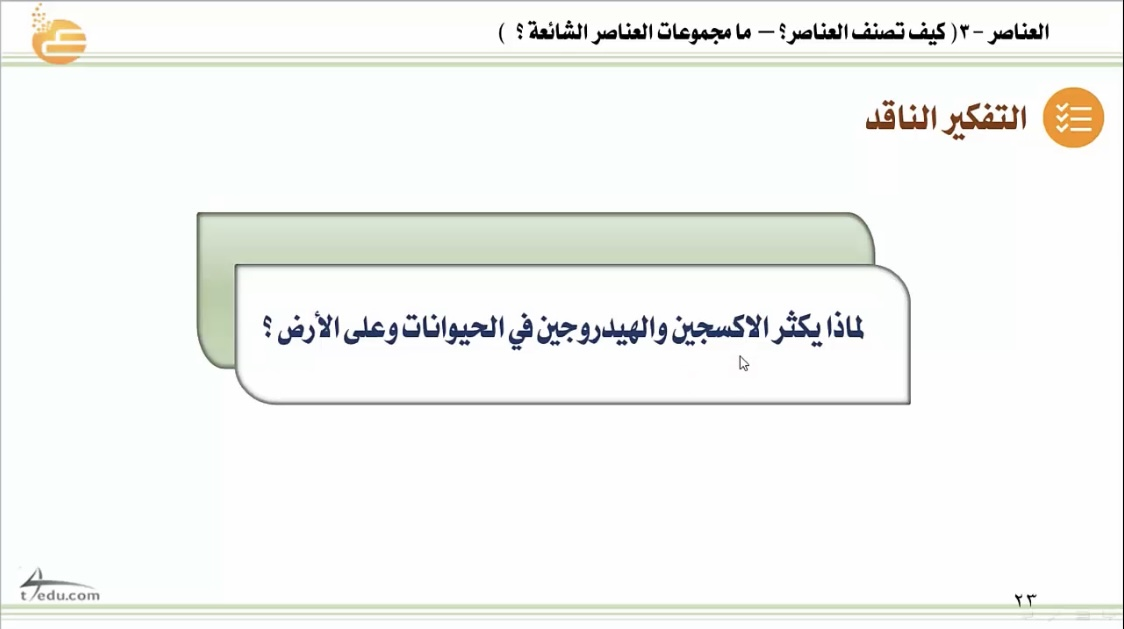 العناصر -٣( كيف تصنف العناصر؟ – ما مجموعات العناصر الشائعة ؟ )
التفكير الناقد
لماذا يكثر الاكسجين والهيدروجين في الحيوانات وعلى الأرض ؟
t4edu.com
٢٣